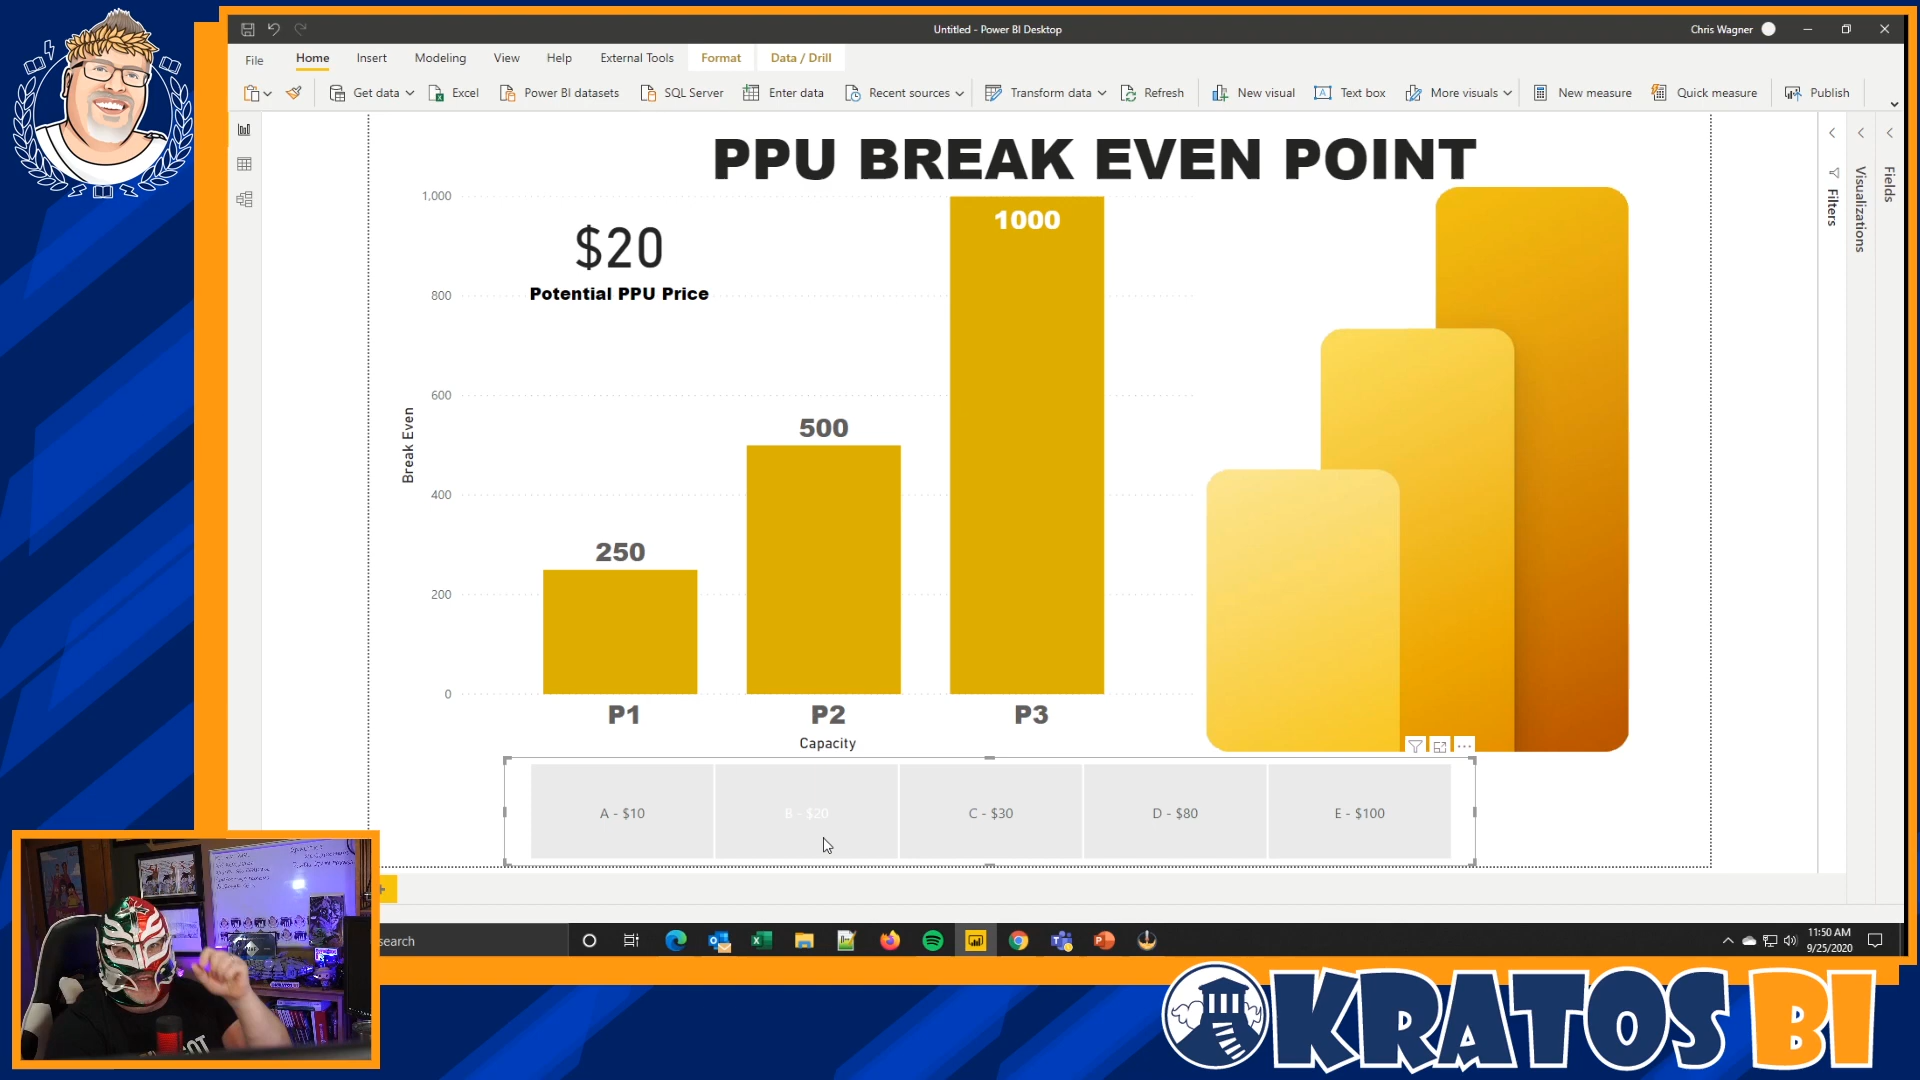 Untitled - Power BI Desktop
Chris Wagner
File Home Insert Modeling View Help External Tools Format Data / Drill
Get data Excel Power BI datasets SQL Server Enter data Recent sources Transform data Refresh New visual Text box More visuals New measure Quick measure Publish
PPU BREAK EVEN POINT
Filters
Visualizations
Fields
$20
Potential PPU Price
Break Even
1,000
800
600
400
200
0
250
500
1000
P1 P2 P3
Capacity
A - $10
B - $20
C - $30
D - $80
E - $100
search
11:50 AM
9/25/2020
KRATOS BI